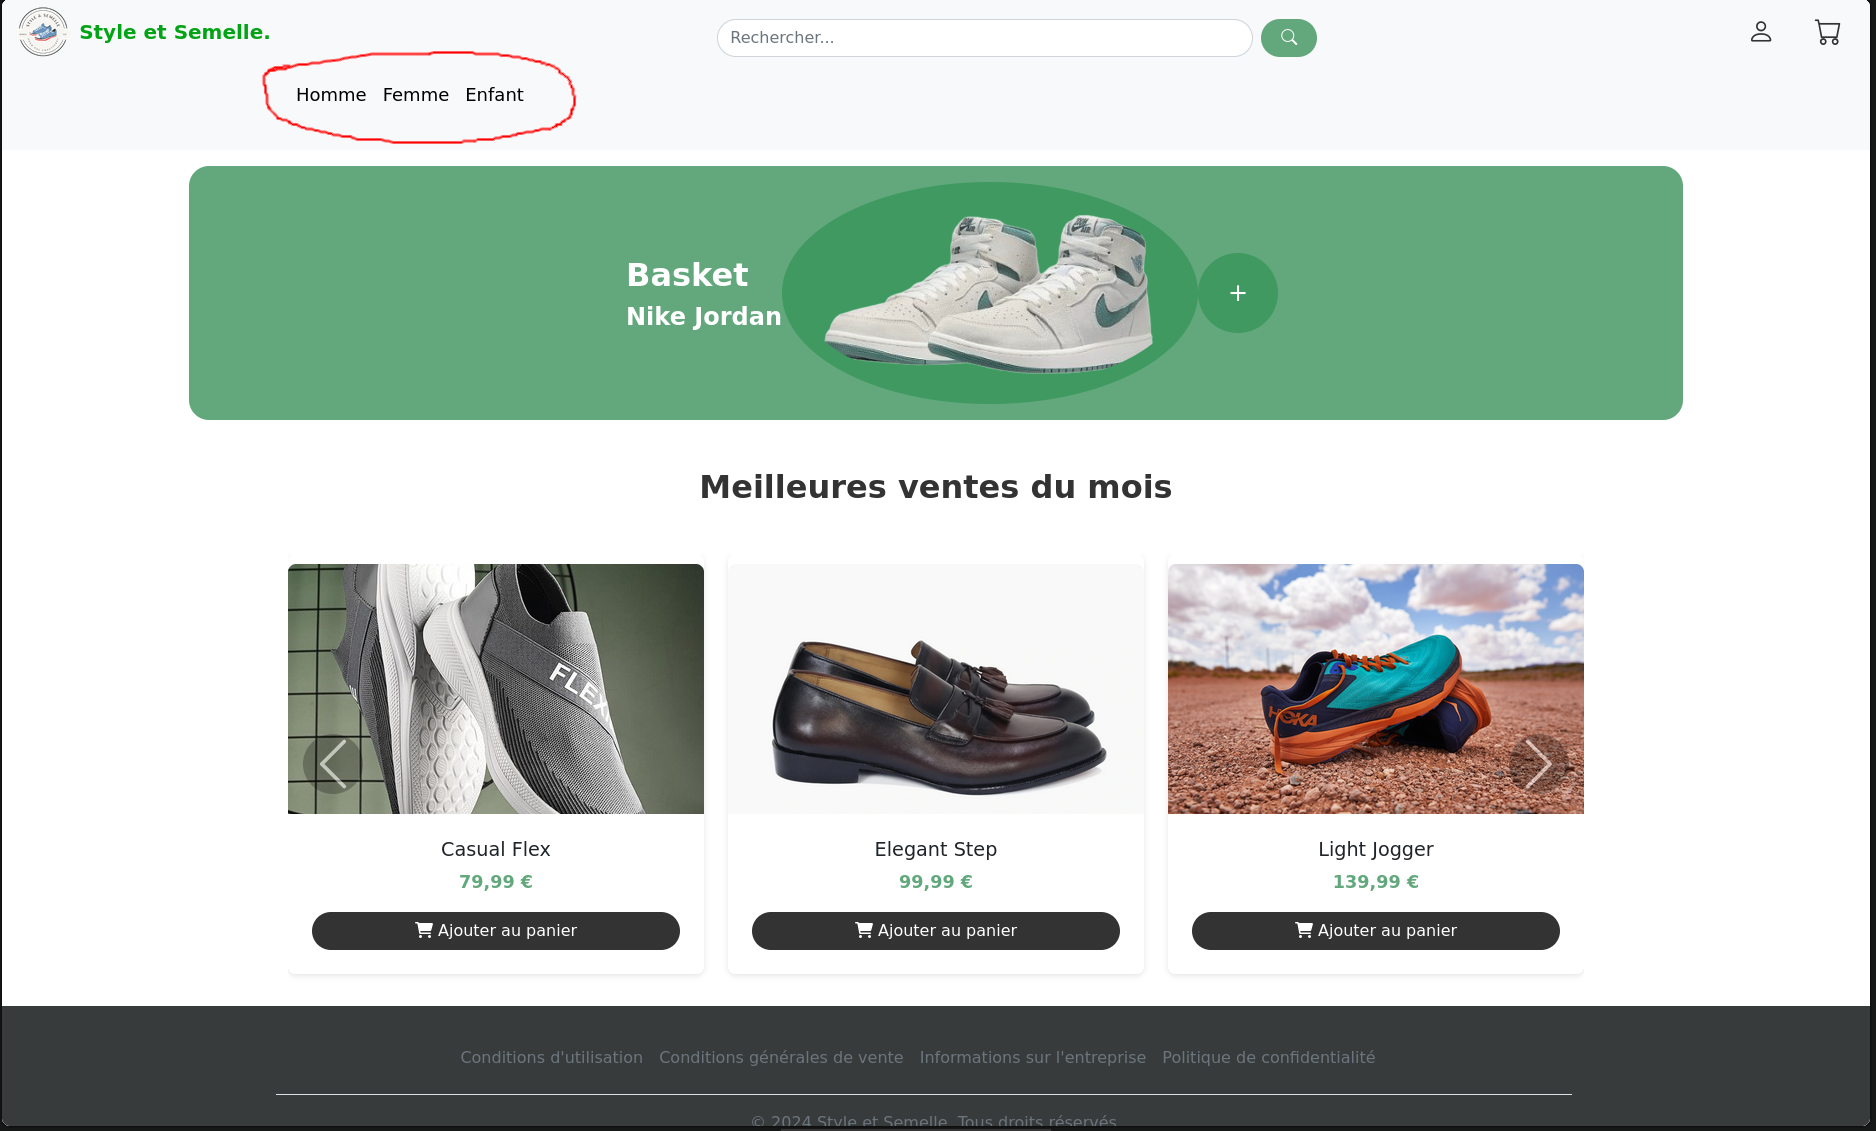 Style et Semelle.
Rechercher...
Homme Femme Enfant
Basket
Nike Jordan
+
Meilleures ventes du mois
FLEX
HOKA
Casual Flex
Elegant Step
Light Jogger
79,99 €
99,99 €
139,99 €
Ajouter au panier
Ajouter au panier
Ajouter au panier
Conditions d'utilisation Conditions générales de vente Informations sur l'entreprise Politique de confidentialité
© 2024 Style et Semelle. Tous droits réservés